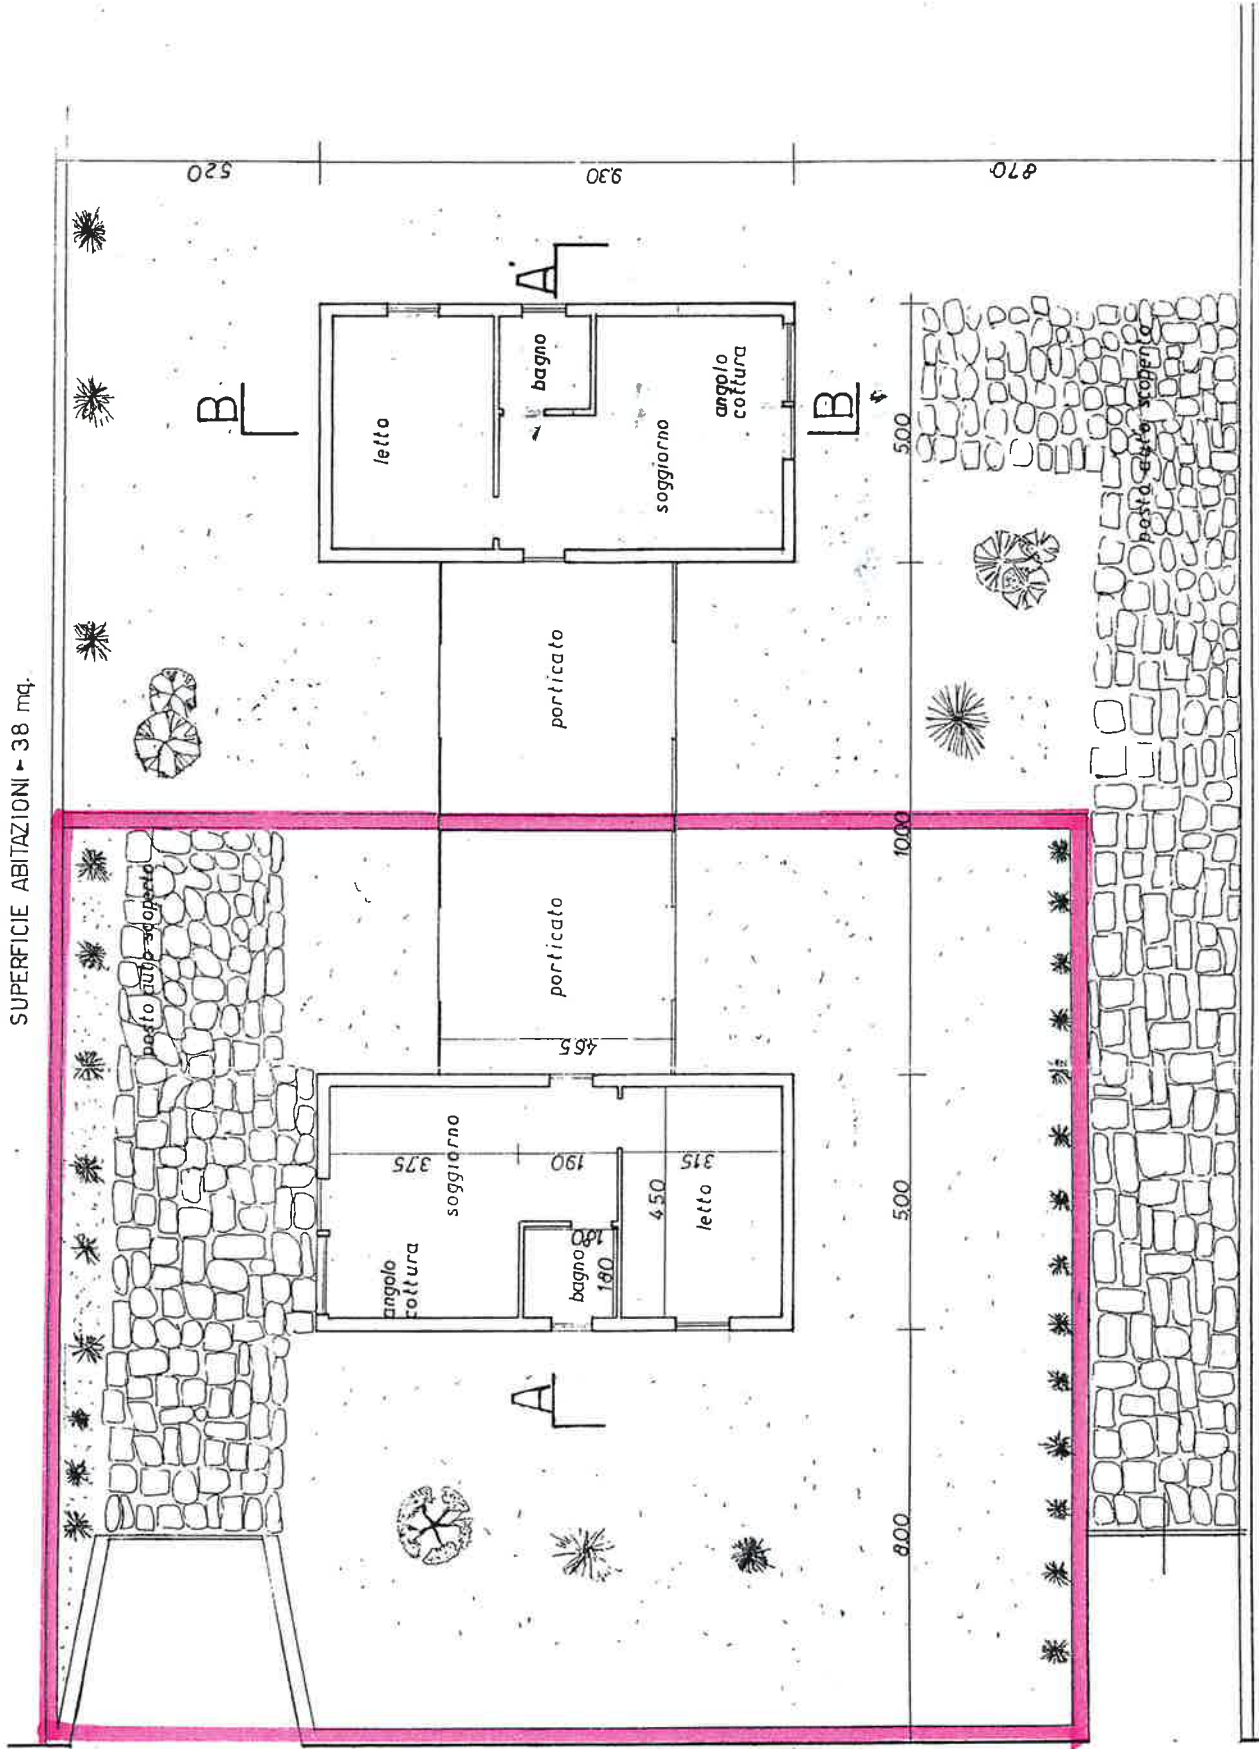 SUPERFICIE ABITAZIONI - 38 mq.
520
930
870
A
B
B
letto
bagno
soggiorno
angolo
cottura
500
posto auto scoperto
porticato
1000
porticato
465
posto auto scoperto
soggiorno
375
190
315
450
letto
angolo
cottura
bagno
180
180
500
A
800